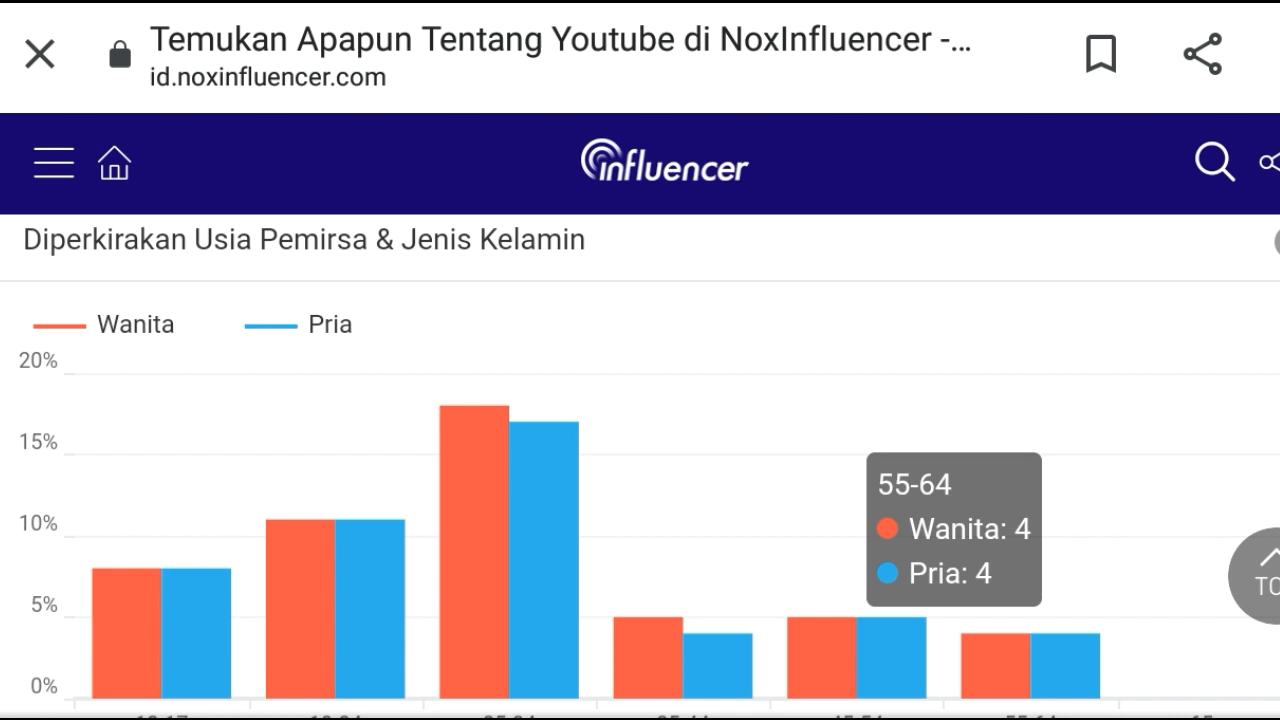 Temukan Apapun Tentang Youtube di NoxInfluencer -...
id.noxinfluencer.com
influencer
Diperkirakan Usia Pemirsa & Jenis Kelamin
Wanita
Pria
20%
15%
10%
5%
0%
55-64
Wanita: 4
Pria: 4